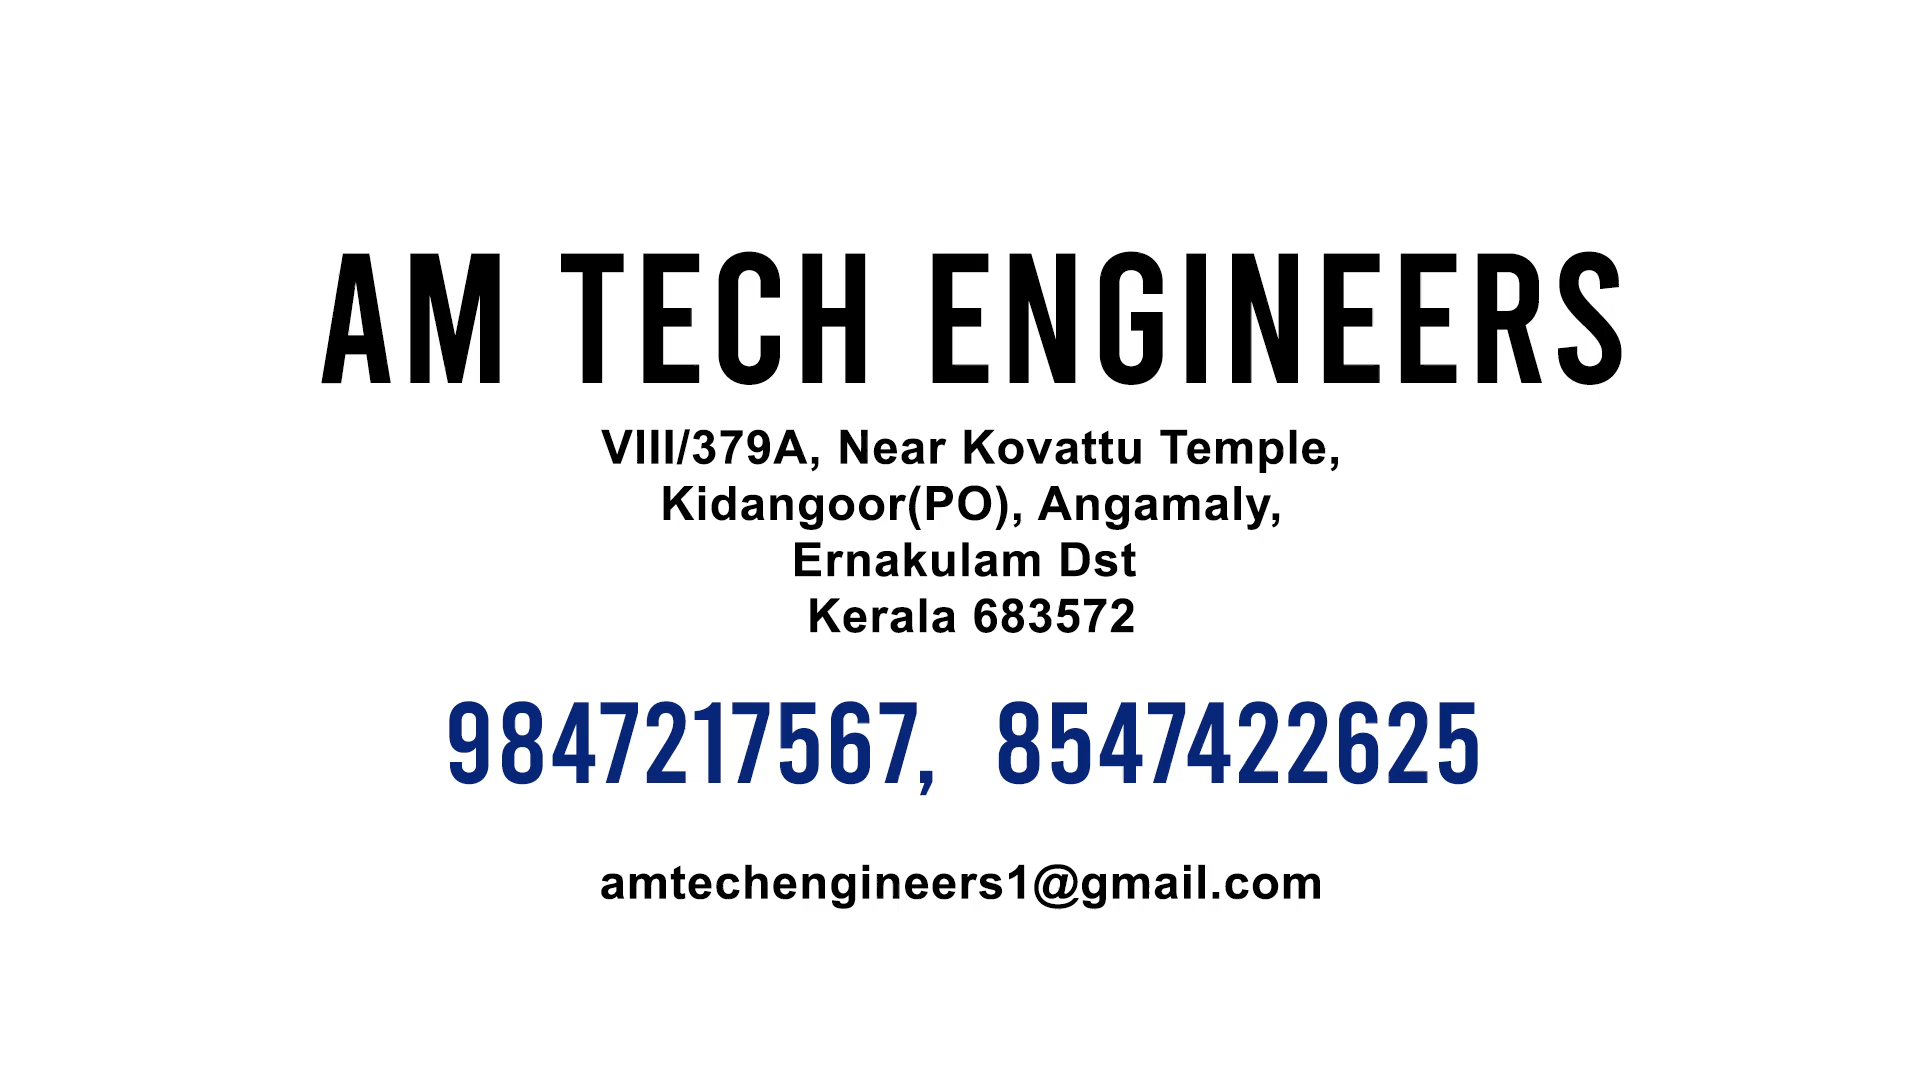 AM TECH ENGINEERS
VIII/379A, Near Kovattu Temple,
Kidangoor(PO), Angamaly,
Ernakulam Dst
Kerala 683572
9847217567, 8547422625
amtechengineers1@gmail.com